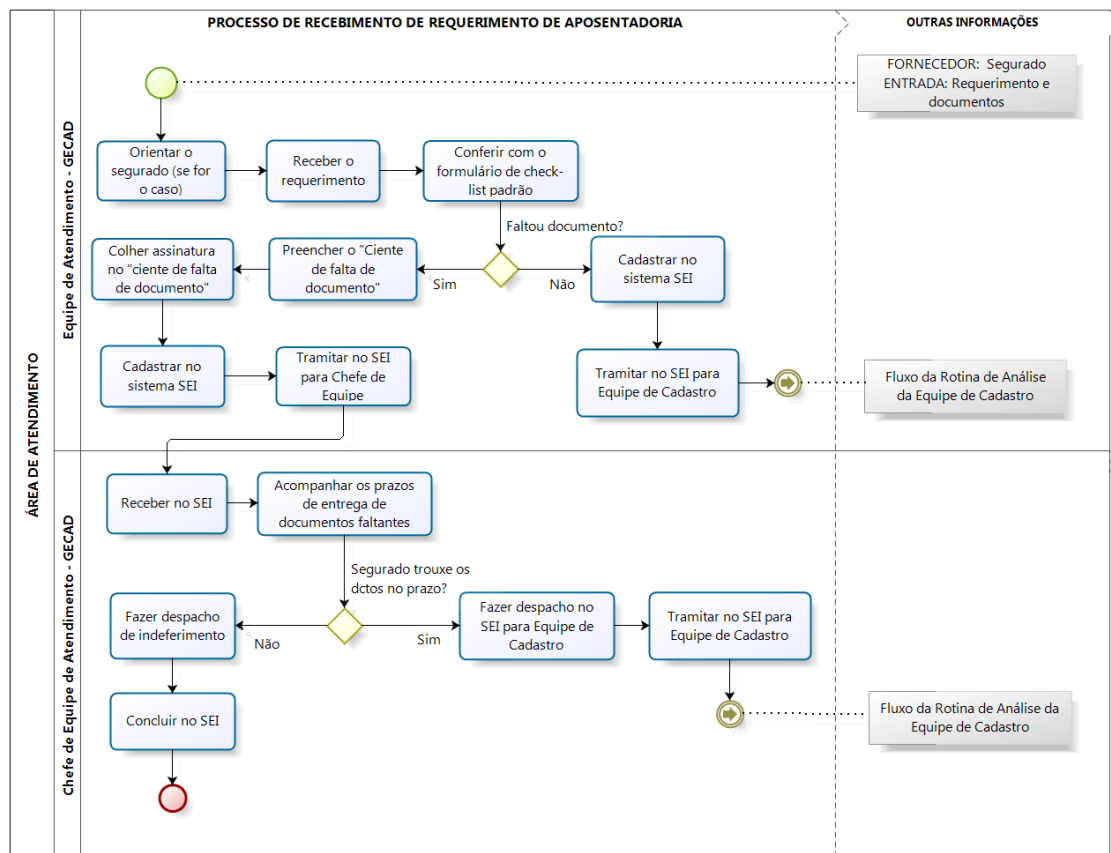 PROCESSO DE RECEBIMENTO DE REQUERIMENTO DE APOSENTADORIA
OUTRAS INFORMAÇÕES
ÁREA DE ATENDIMENTO
Equipe de Atendimento - GECAD
FORNECEDOR:  Segurado
ENTRADA: Requerimento e
documentos
Orientar o
segurado (se for
o caso)
Receber o
requerimento
Conferir com o
formulário de check-
list padrão
Faltou documento?
Colher assinatura
no "ciente de falta
de documento"
Preencher o "Ciente
de falta de
documento"
Sim
Não
Cadastrar no
sistema SEI
Cadastrar no
sistema SEI
Tramitar no SEI
para Chefe de
Equipe
Tramitar no SEI para
Equipe de Cadastro
Fluxo da Rotina de Análise
da Equipe de Cadastro
Chefe de Equipe de Atendimento - GECAD
Receber no SEI
Acompanhar os prazos
de entrega de
documentos faltantes
Segurado trouxe os
dctos no prazo?
Fazer despacho
de indeferimento
Não
Sim
Fazer despacho no
SEI para Equipe de
Cadastro
Tramitar no SEI para
Equipe de Cadastro
Concluir no SEI
Fluxo da Rotina de Análise da
Equipe de Cadastro